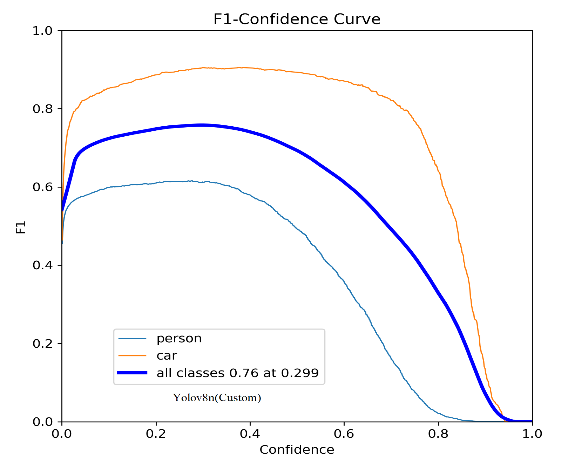 F1-Confidence Curve
1.0
0.8
0.6
0.4
0.2
0.0
F1
person
car
all classes 0.76 at 0.299
Yolov8n(Custom)
0.0 0.2 0.4 0.6 0.8 1.0
Confidence